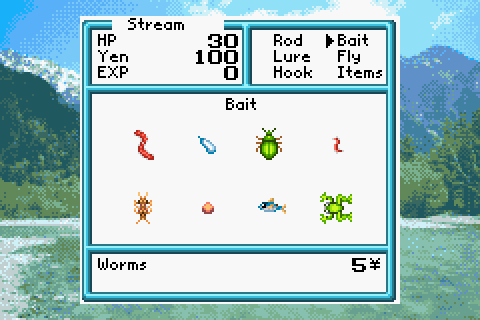 Stream
HP 30
Yen 100
EXP 0
Rod ▶Bait
Lure Fly
Hook Items
Bait
Worms 5¥